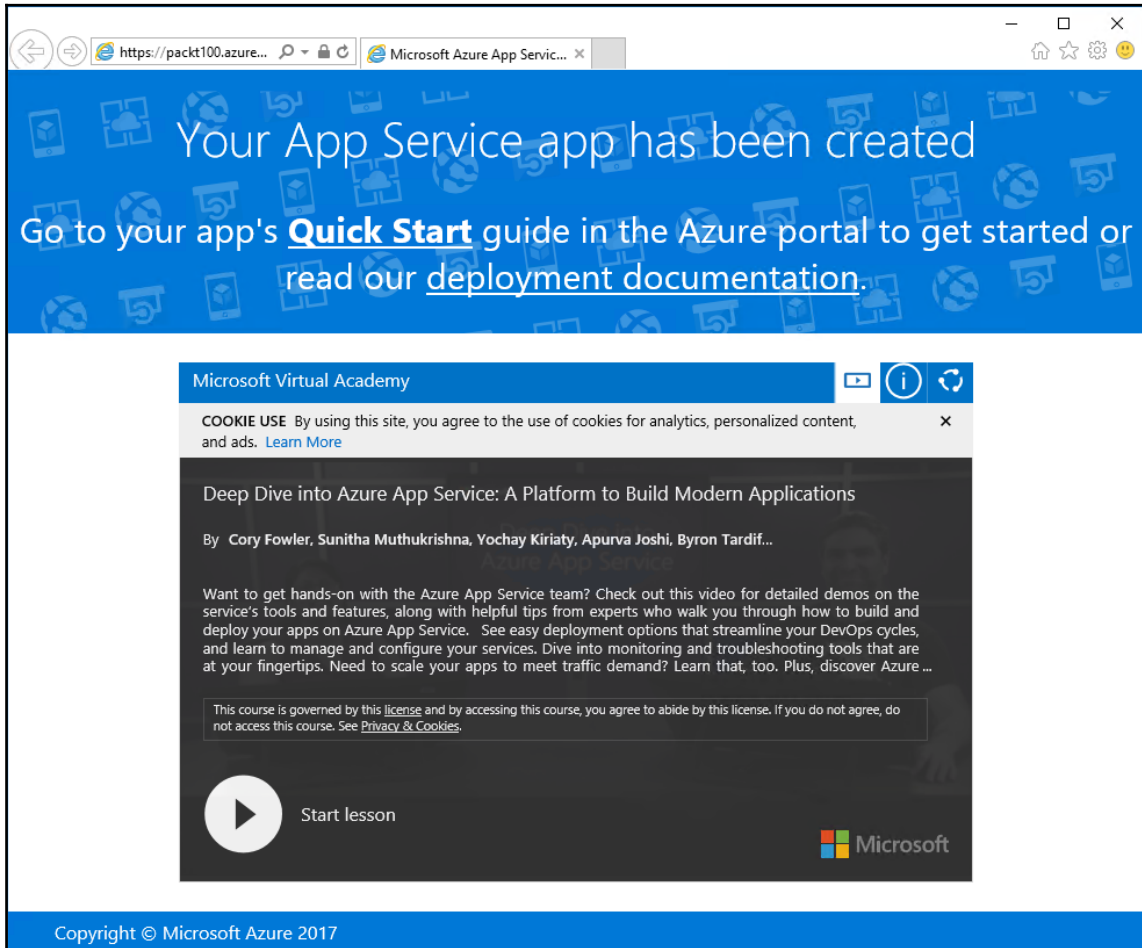 https://packt100.azure...
Microsoft Azure App Servic...
Your App Service app has been created
Go to your app's Quick Start guide in the Azure portal to get started or
read our deployment documentation.
Microsoft Virtual Academy
COOKIE USE By using this site, you agree to the use of cookies for analytics, personalized content,
and ads. Learn More
Deep Dive into Azure App Service: A Platform to Build Modern Applications
Deep Dive into
By Cory Fowler, Sunitha Muthukrishna, Yochay Kiriaty, Apurva Joshi, Byron Tardif...
Azure App Service
Want to get hands-on with the Azure App Service team? Check out this video for detailed demos on the
service's tools and features, along with helpful tips from experts who walk you through how to build and
deploy your apps on Azure App Service. See easy deployment options that streamline your DevOps cycles,
and learn to manage and configure your services. Dive into monitoring and troubleshooting tools that are
at your fingertips. Need to scale your apps to meet traffic demand? Learn that, too. Plus, discover Azure ...
This course is governed by this license and by accessing this course, you agree to abide by this license. If you do not agree, do
not access this course. See Privacy & Cookies.
Start lesson
Microsoft
Copyright © Microsoft Azure 2017